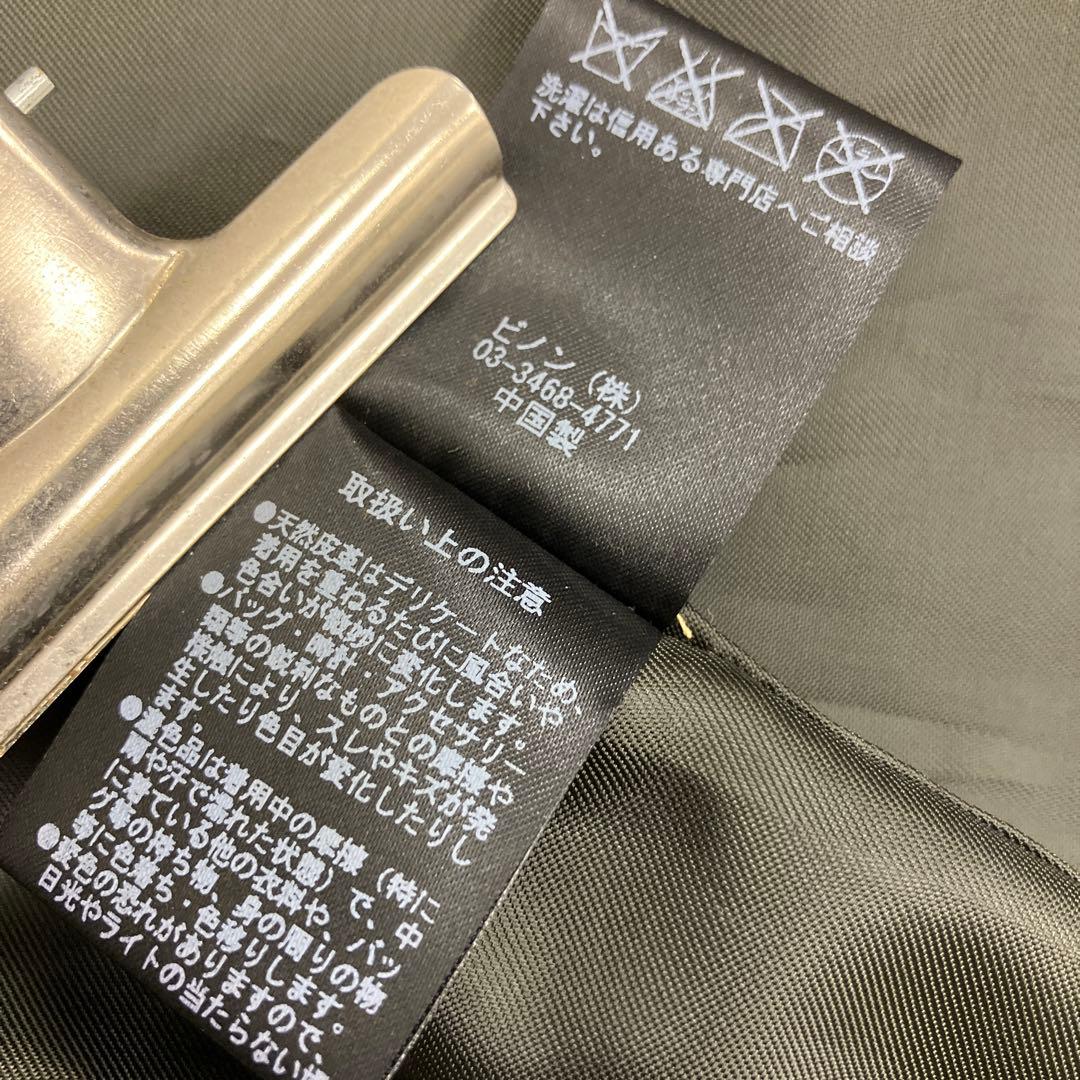 洗濯は信用ある専門店へご相談
下さい。
ピノン(株)
03-3468-4771
中国製
取扱い上の注意
●天然皮革はデリケートなため、
着用を重ねるたびに風合いや
色合いが微妙に変化します。
●バッグ・時計・アクセサリー
類等の鋭利なものとの摩擦や
接触により、スレやキズが発
生したり色目が変化したりし
ます。
●濃色品は着用中の摩擦(特に
雨や汗で濡れた状態)で、中
に着ている他の衣料や、バッ
グ等の持ち物、身の周りの物
等に色落ち・色移りします。
●変色の恐れがありますので、
日光やライトの当たらない